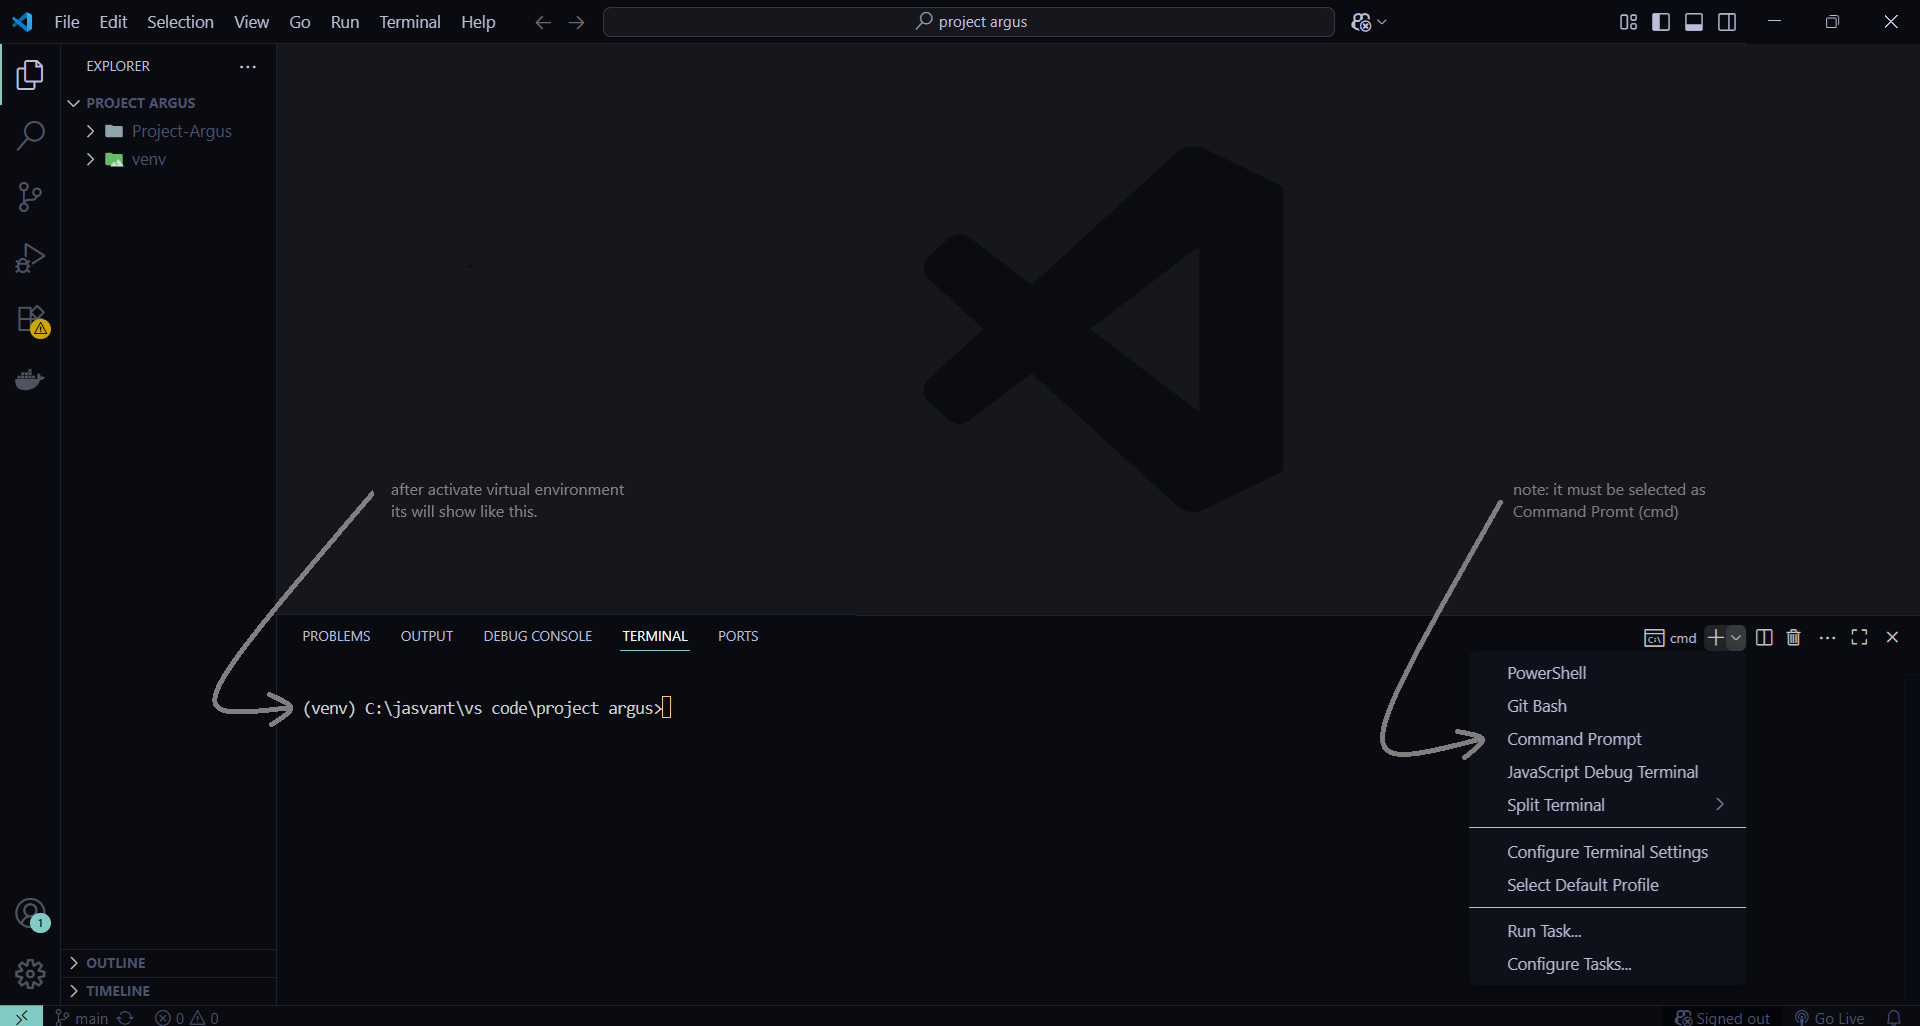 File Edit Selection View Go Run Terminal Help
project argus
EXPLORER
PROJECT ARGUS
Project-Argus
venv
after activate virtual environment
its will show like this.
note: it must be selected as
Command Promt (cmd)
PROBLEMS OUTPUT DEBUG CONSOLE TERMINAL PORTS
cmd
(venv) C:\jasvant\vs code\project argus>
PowerShell
Git Bash
Command Prompt
JavaScript Debug Terminal
Split Terminal
Configure Terminal Settings
Select Default Profile
Run Task...
Configure Tasks...
1
OUTLINE
TIMELINE
main 0 0
Signed out Go Live